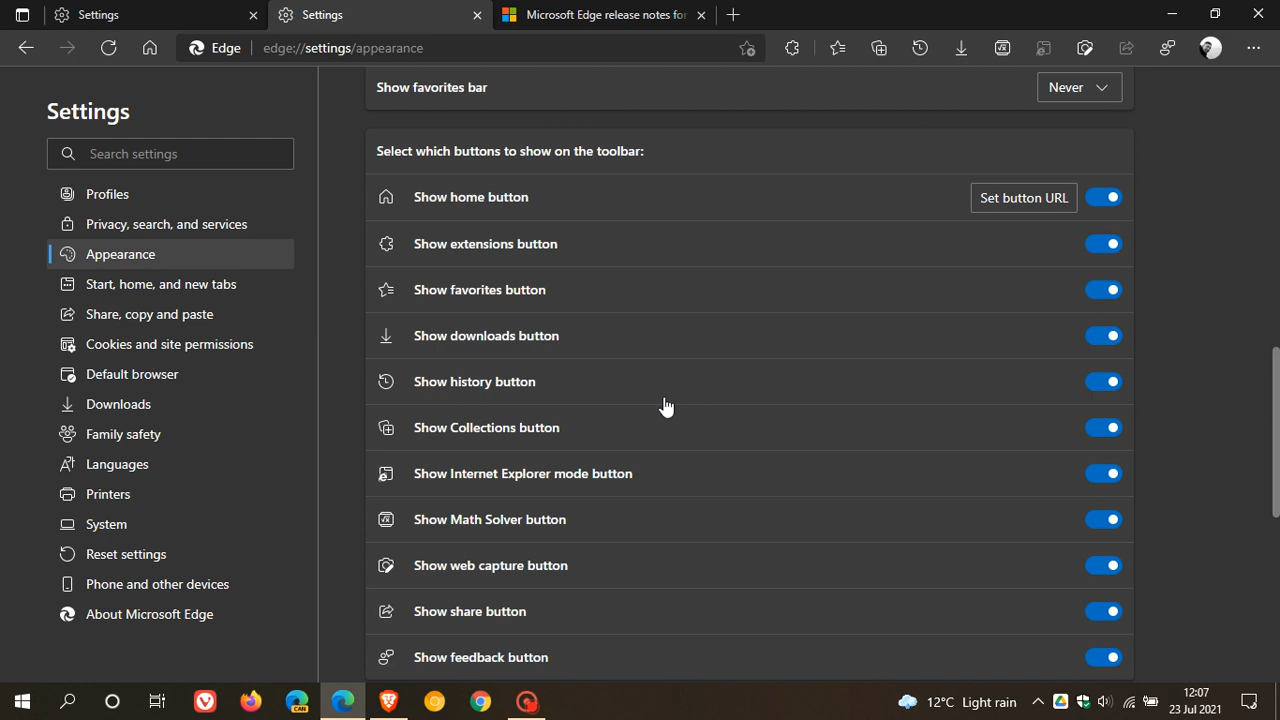 Settings
Settings
Microsoft Edge release notes for
Edge
edge://settings/appearance
Settings
Search settings
Profiles
Privacy, search, and services
Appearance
Start, home, and new tabs
Share, copy and paste
Cookies and site permissions
Default browser
Downloads
Family safety
Languages
Printers
System
Reset settings
Phone and other devices
About Microsoft Edge
Show favorites bar
Never
Select which buttons to show on the toolbar:
Show home button
Set button URL
Show extensions button
Show favorites button
Show downloads button
Show history button
Show Collections button
Show Internet Explorer mode button
Show Math Solver button
Show web capture button
Show share button
Show feedback button
CAN
12°C Light rain
12:07
23 Jul 2021